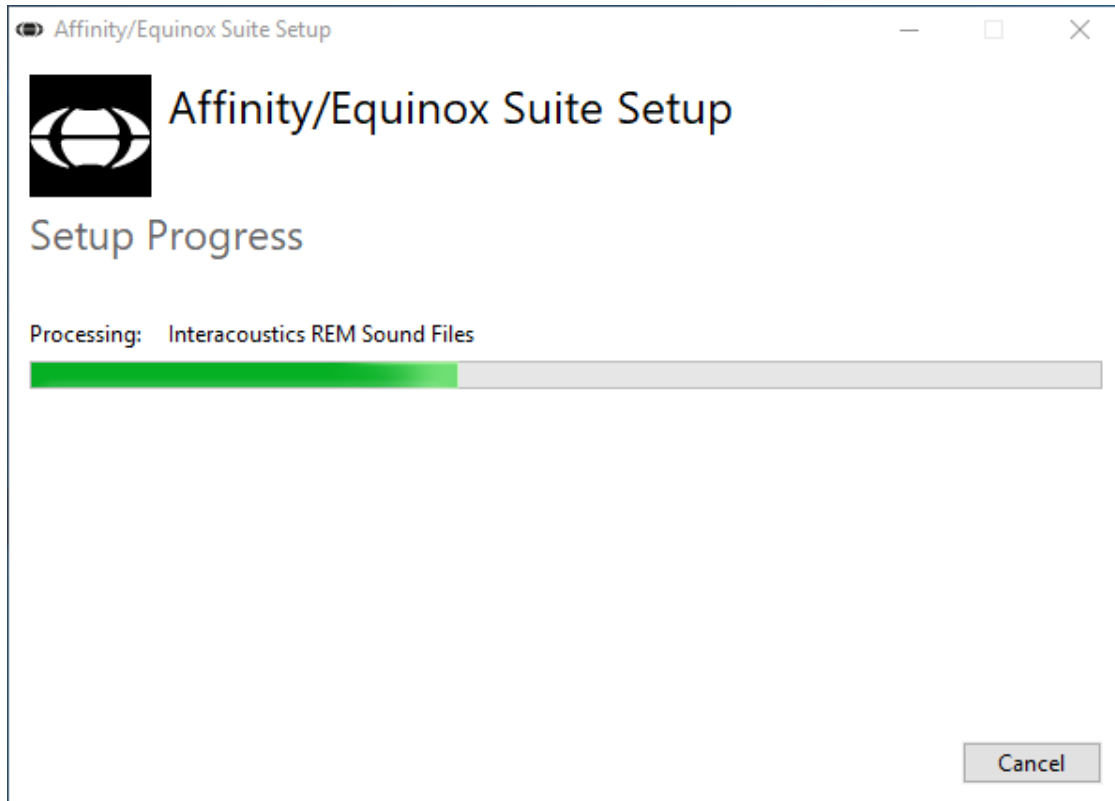 Affinity/Equinox Suite Setup
Affinity/Equinox Suite Setup
Setup Progress
Processing: Interacoustics REM Sound Files
Cancel